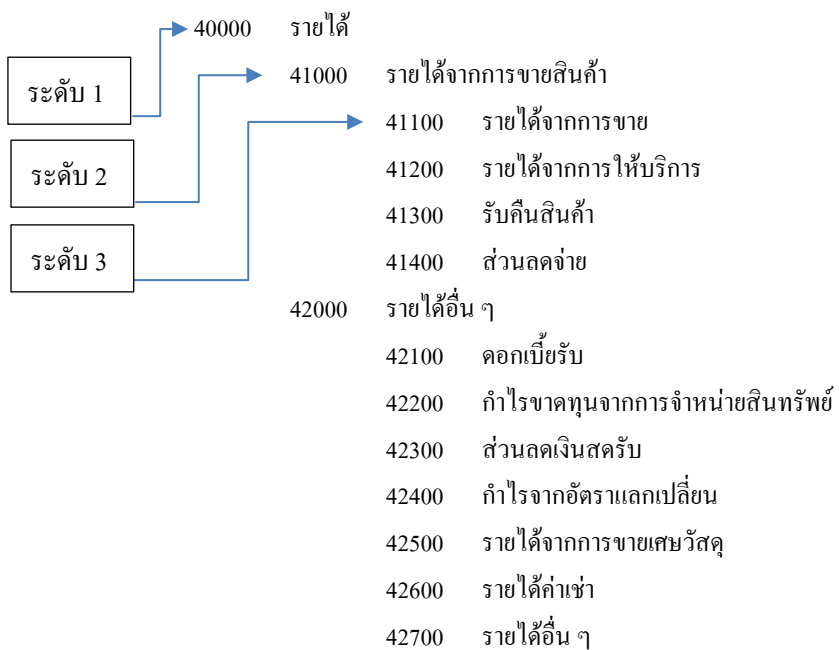 40000 รายได้
ระดับ 1
41000 รายได้จากการขายสินค้า
41100 รายได้จากการขาย
ระดับ 2
41200 รายได้จากการให้บริการ
41300 รับคืนสินค้า
ระดับ 3
41400 ส่วนลดจ่าย
42000 รายได้อื่น ๆ
42100 ดอกเบี้ยรับ
42200 กำไรขาดทุนจากการจำหน่ายสินทรัพย์
42300 ส่วนลดเงินสดรับ
42400 กำไรจากอัตราแลกเปลี่ยน
42500 รายได้จากการขายเศษวัสดุ
42600 รายได้ค่าเช่า
42700 รายได้อื่น ๆ